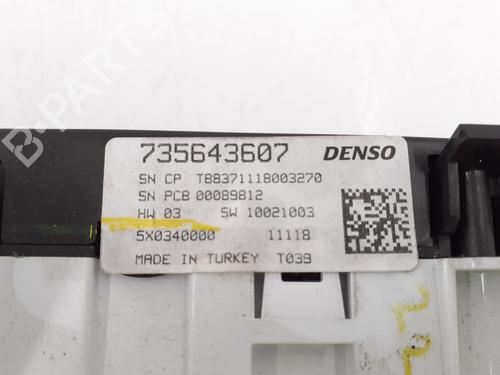 735643607 DENSO
SN CP TB8371118003270
SN PCB 00089812
HW 03 SW 10021003
5X0340000 11118
MADE IN TURKEY T039
B-PARTS